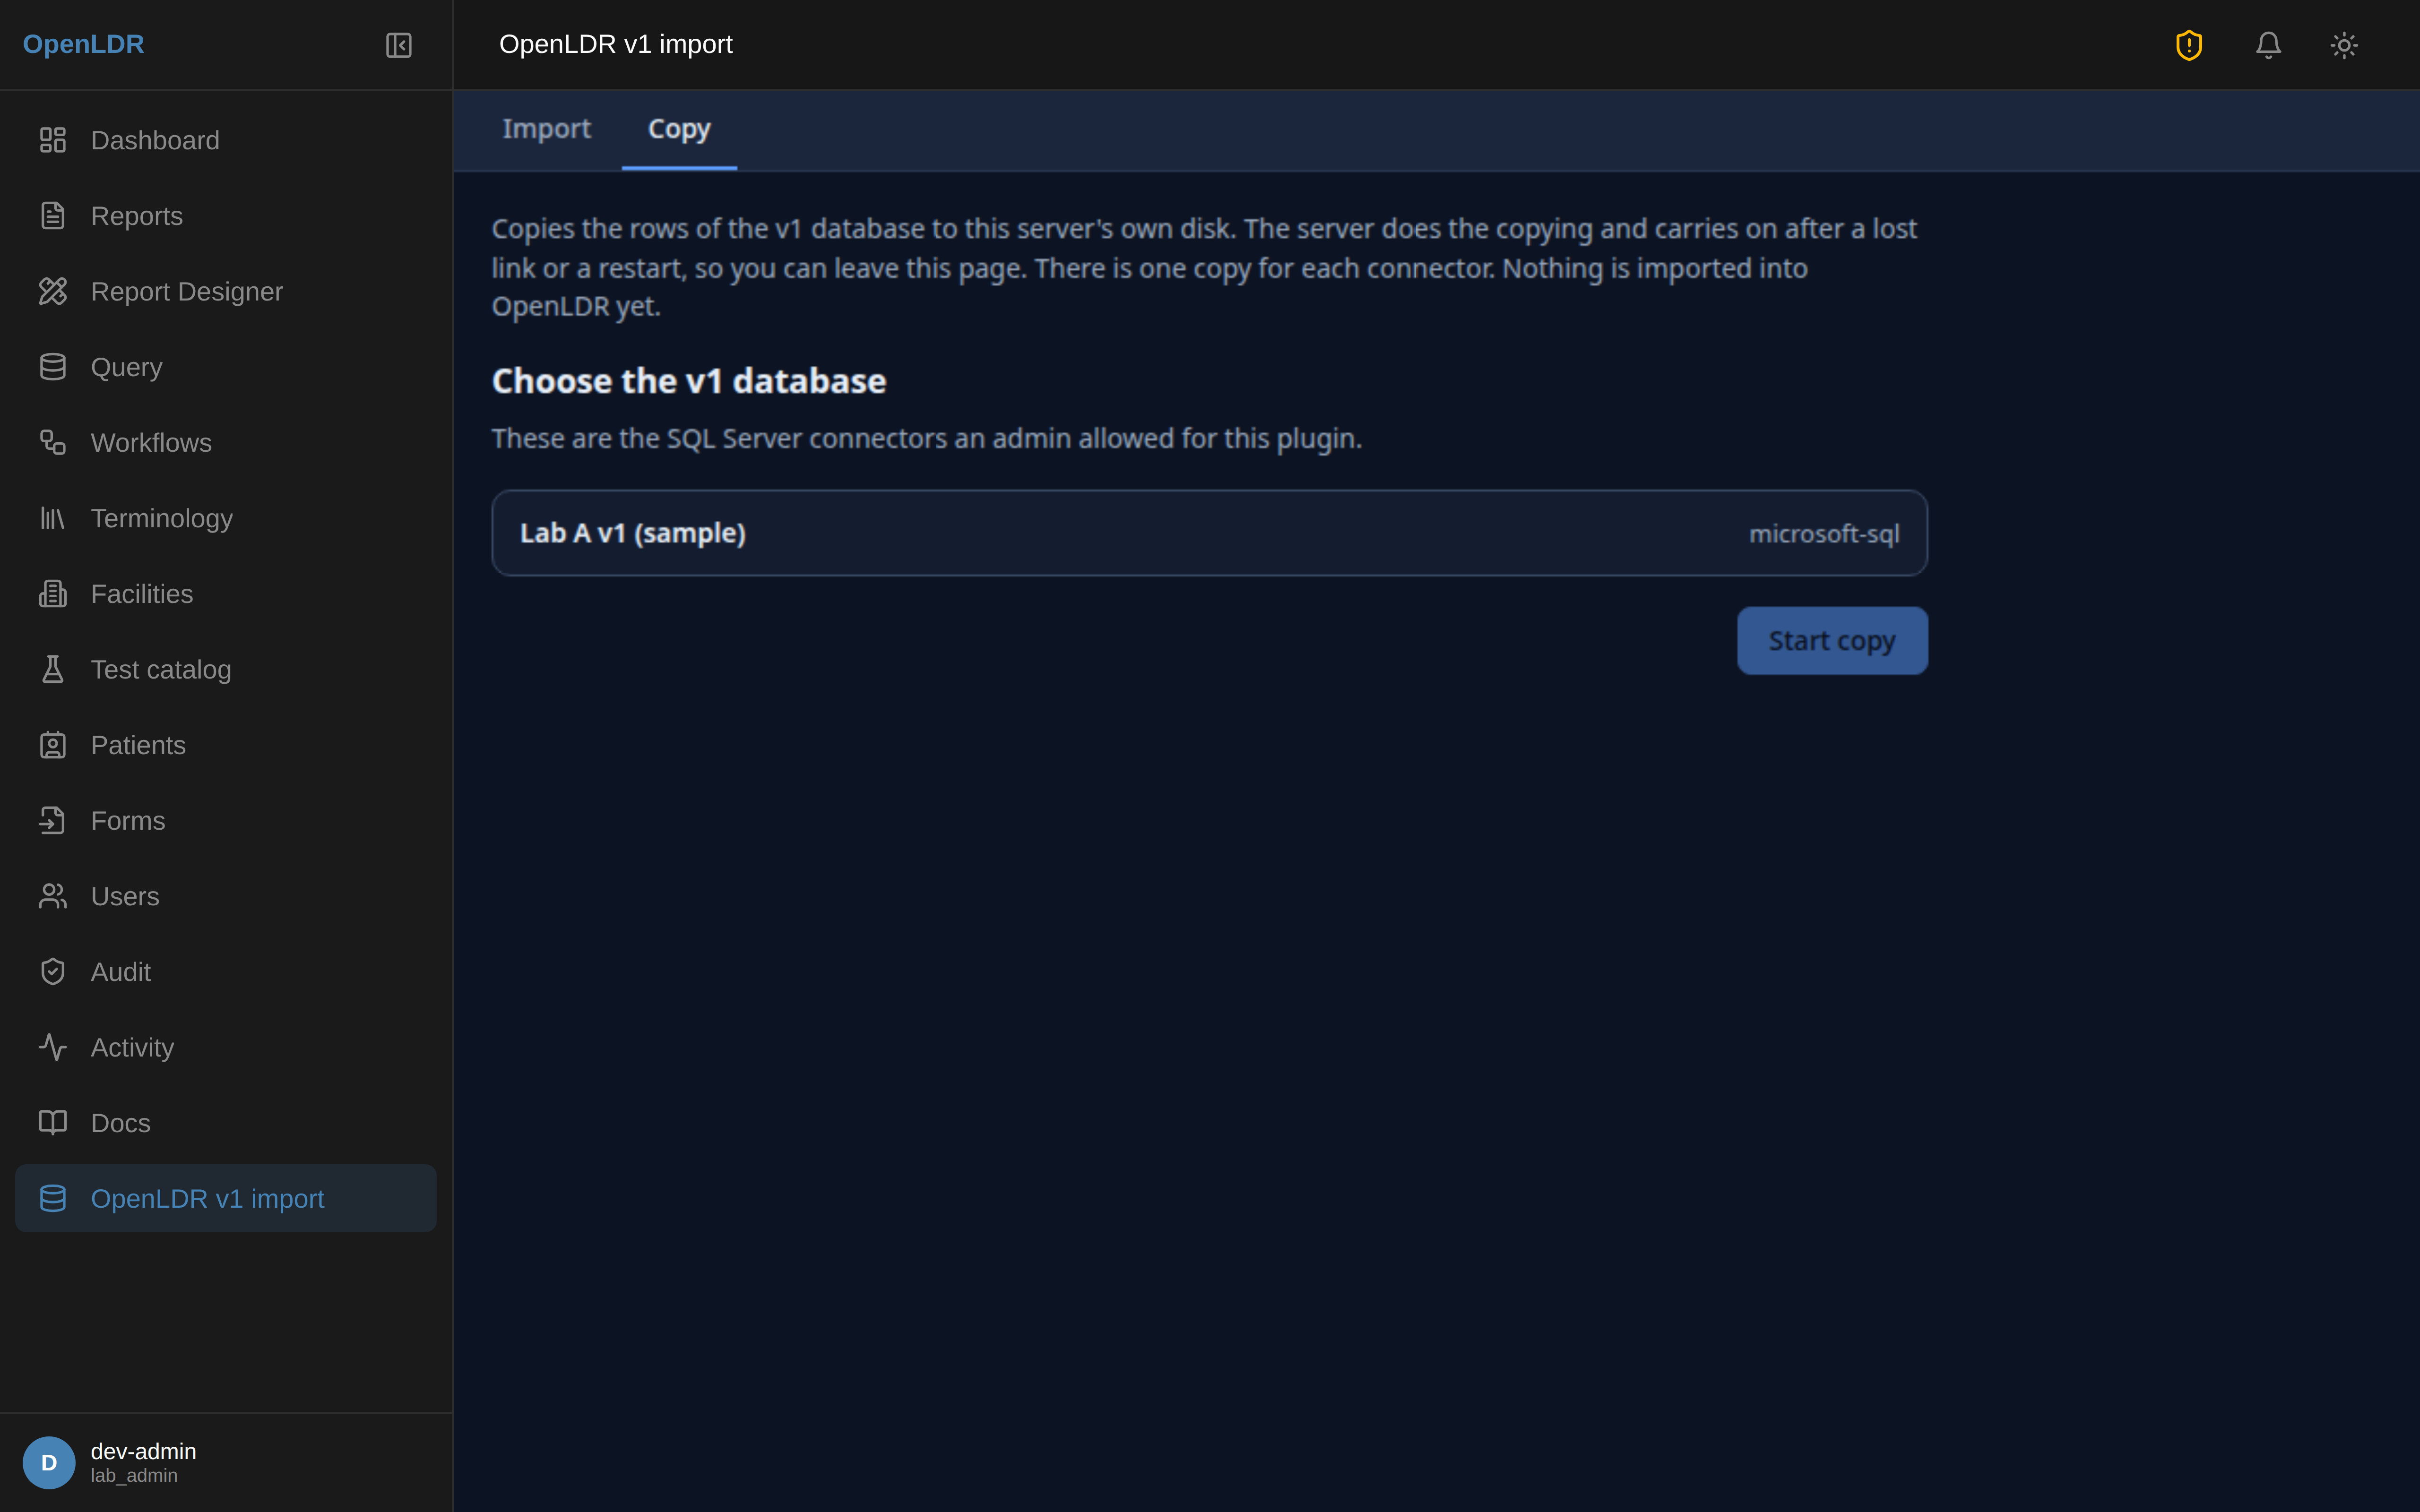 OpenLDR
OpenLDR v1 import
Dashboard
Reports
Report Designer
Query
Workflows
Terminology
Facilities
Test catalog
Patients
Forms
Users
Audit
Activity
Docs
OpenLDR v1 import
D
dev-admin
lab_admin
Import
Copy
Copies the rows of the v1 database to this server's own disk. The server does the copying and carries on after a lost
link or a restart, so you can leave this page. There is one copy for each connector. Nothing is imported into
OpenLDR yet.
Choose the v1 database
These are the SQL Server connectors an admin allowed for this plugin.
Lab A v1 (sample)
microsoft-sql
Start copy